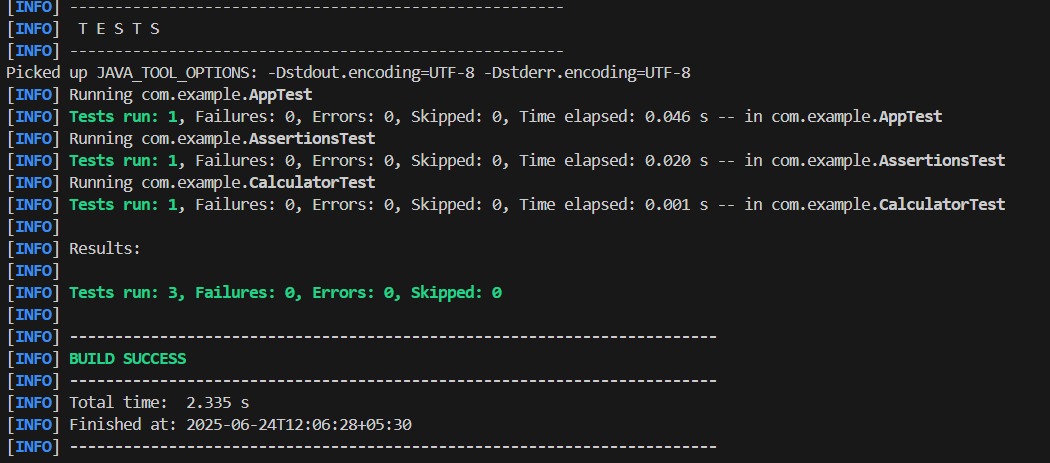 [INFO] -------------------------------------------------------
[INFO]  T E S T S
[INFO] -------------------------------------------------------
Picked up JAVA_TOOL_OPTIONS: -Dstdout.encoding=UTF-8 -Dstderr.encoding=UTF-8
[INFO] Running com.example.AppTest
[INFO] Tests run: 1, Failures: 0, Errors: 0, Skipped: 0, Time elapsed: 0.046 s -- in com.example.AppTest
[INFO] Running com.example.AssertionsTest
[INFO] Tests run: 1, Failures: 0, Errors: 0, Skipped: 0, Time elapsed: 0.020 s -- in com.example.AssertionsTest
[INFO] Running com.example.CalculatorTest
[INFO] Tests run: 1, Failures: 0, Errors: 0, Skipped: 0, Time elapsed: 0.001 s -- in com.example.CalculatorTest
[INFO]
[INFO] Results:
[INFO]
[INFO] Tests run: 3, Failures: 0, Errors: 0, Skipped: 0
[INFO]
[INFO] ------------------------------------------------------------------------
[INFO] BUILD SUCCESS
[INFO] ------------------------------------------------------------------------
[INFO] Total time:  2.335 s
[INFO] Finished at: 2025-06-24T12:06:28+05:30
[INFO] ------------------------------------------------------------------------